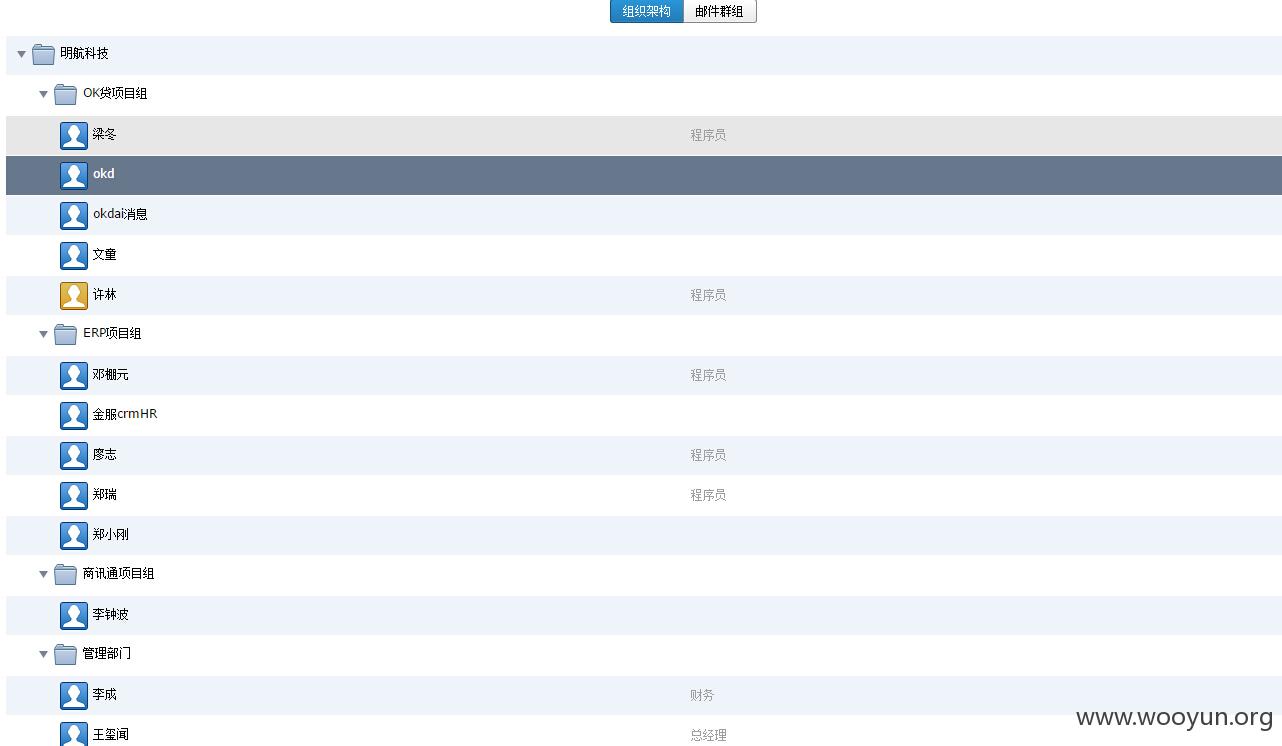 组织架构 邮件群组
明航科技
OK贷项目组
梁冬 程序员
okd
okdai消息
文童
许林 程序员
ERP项目组
邓棚元 程序员
金服crmHR
廖志 程序员
郑瑞 程序员
郑小刚
商讯通项目组
李钟波
管理部门
李成 财务
王玺闻 总经理
www.wooyun.org